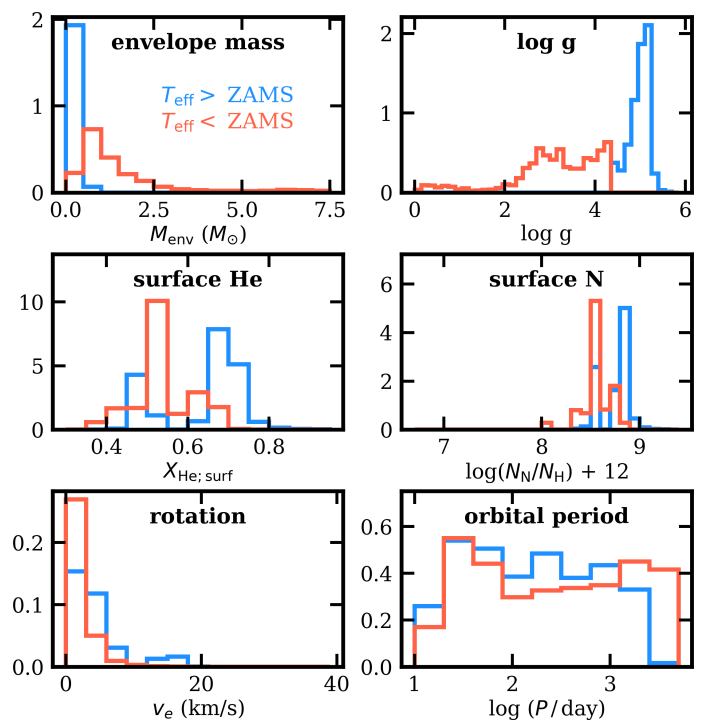 envelope mass
T_eff > ZAMS
T_eff < ZAMS
2
1
0
0.0 2.5 5.0 7.5
M_env (M_⊙)
log g
2
1
0
0 2 4 6
log g
surface He
10
5
0
0.4 0.6 0.8
X_He; surf
surface N
6
4
2
0
7 8 9
log(N_N/N_H) + 12
rotation
0.2
0.1
0.0
0 20 40
v_e (km/s)
orbital period
0.6
0.4
0.2
0.0
1 2 3
log (P/day)